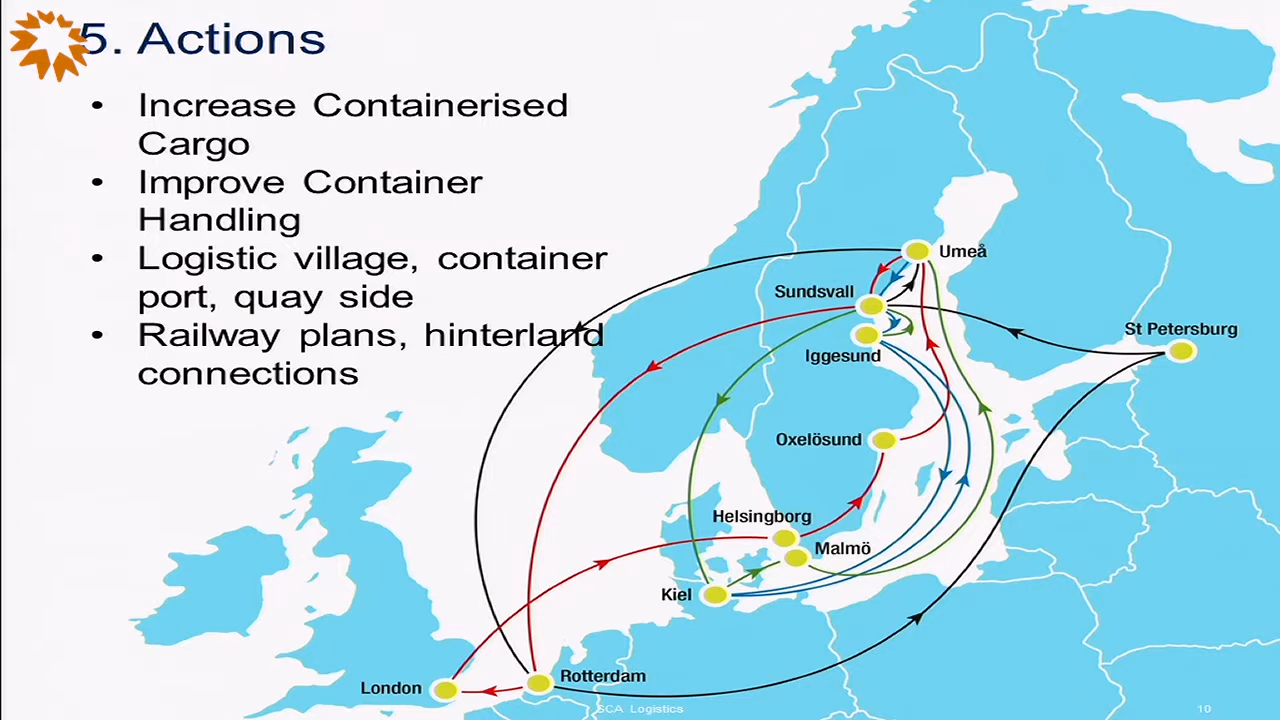 5. Actions
• Increase Containerised
Cargo
• Improve Container
Handling
• Logistic village, container
port, quay side
• Railway plans, hinterland
connections
Umeå
Sundsvall
St Petersburg
Iggesund
Oxelösund
Helsingborg
Malmö
Kiel
Rotterdam
London
SCA Logistics
10